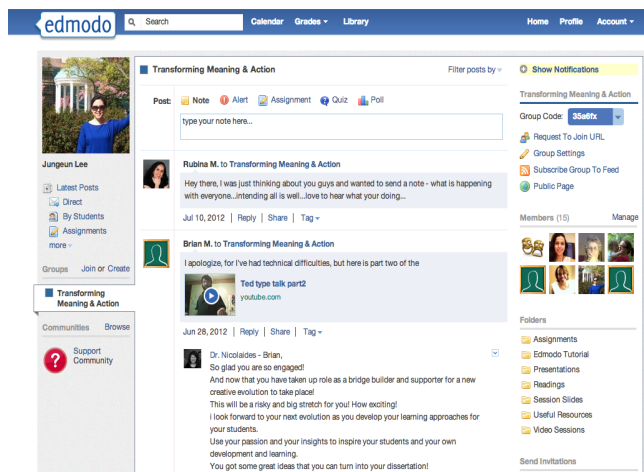 edmodo
Search
Calendar Grades Library
Home Profile Account
Transforming Meaning & Action
Filter posts by
Post: Note Alert Assignment Quiz Poll
type your note here...
Jungeun Lee
Latest Posts
Direct
By Students
Assignments
more
Groups Join or Create
Transforming
Meaning & Action
Communities Browse
? Support
Community
Rubina M. to Transforming Meaning & Action
Hey there, I was just thinking about you guys and wanted to send a note - what is happening
with everyone...intending all is well...love to hear what your doing...
Jul 10, 2012 | Reply | Share | Tag
Brian M. to Transforming Meaning & Action
I apologize, for I've had technical difficulties, but here is part two of the
Ted type talk part2
youtube.com
Jun 28, 2012 | Reply | Share | Tag
Dr. Nicolaides - Brian,
So glad you are so engaged!
And now that you have taken up role as a bridge builder and supporter for a new
creative evolution to take place!
This will be a risky and big stretch for you! How exciting!
i look forward to your next evolution as you develop your learning approaches for
your students.
Use your passion and your insights to inspire your students and your own
development and learning.
You got some great ideas that you can turn into your dissertation!
Show Notifications
Transforming Meaning & Action
Group Code: 35a6fx
Request To Join URL
Group Settings
Subscribe Group To Feed
Public Page
Members (15) Manage
Folders
Assignments
Edmodo Tutorial
Presentations
Readings
Session Slides
Useful Resources
Video Sessions
Send Invitations